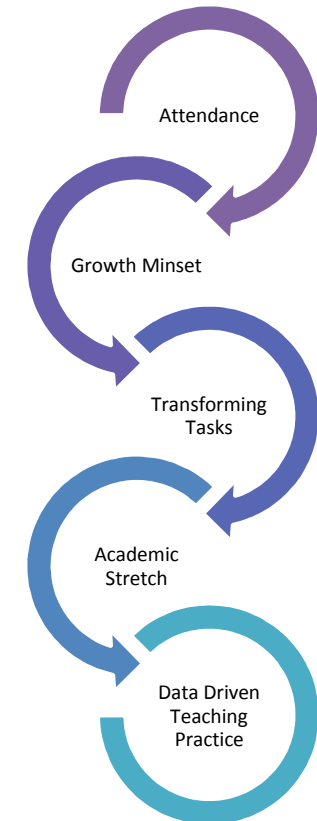 Attendance
Growth Minset
Transforming
Tasks
Academic
Stretch
Data Driven
Teaching
Practice